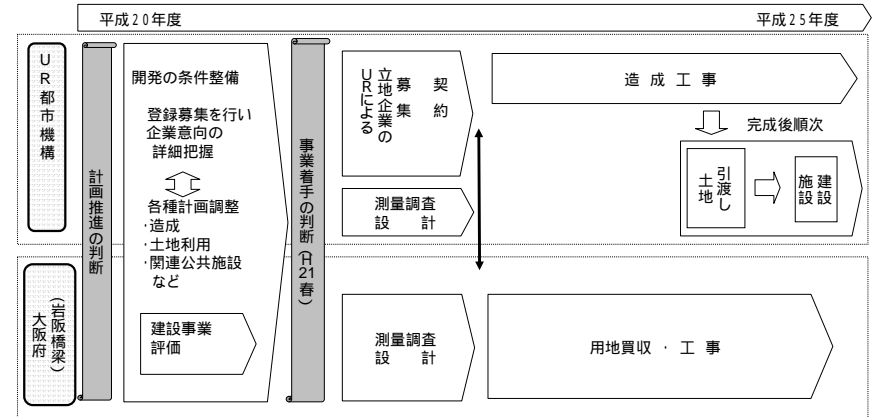 平成20年度
平成25年度
UR都市機構
計画推進の判断
開発の条件整備
登録募集を行い
企業意向の
詳細把握
各種計画調整
・造成
・土地利用
・関連公共施設
など
建設事業
評価
事業着手の判断(H21春)
URによる
立地企業の
募集
契約
測量調査
設計
造成工事
完成後順次
土地
引渡し
施設
建設
大阪府
(岩阪橋梁)
測量調査
設計
用地買収・工事